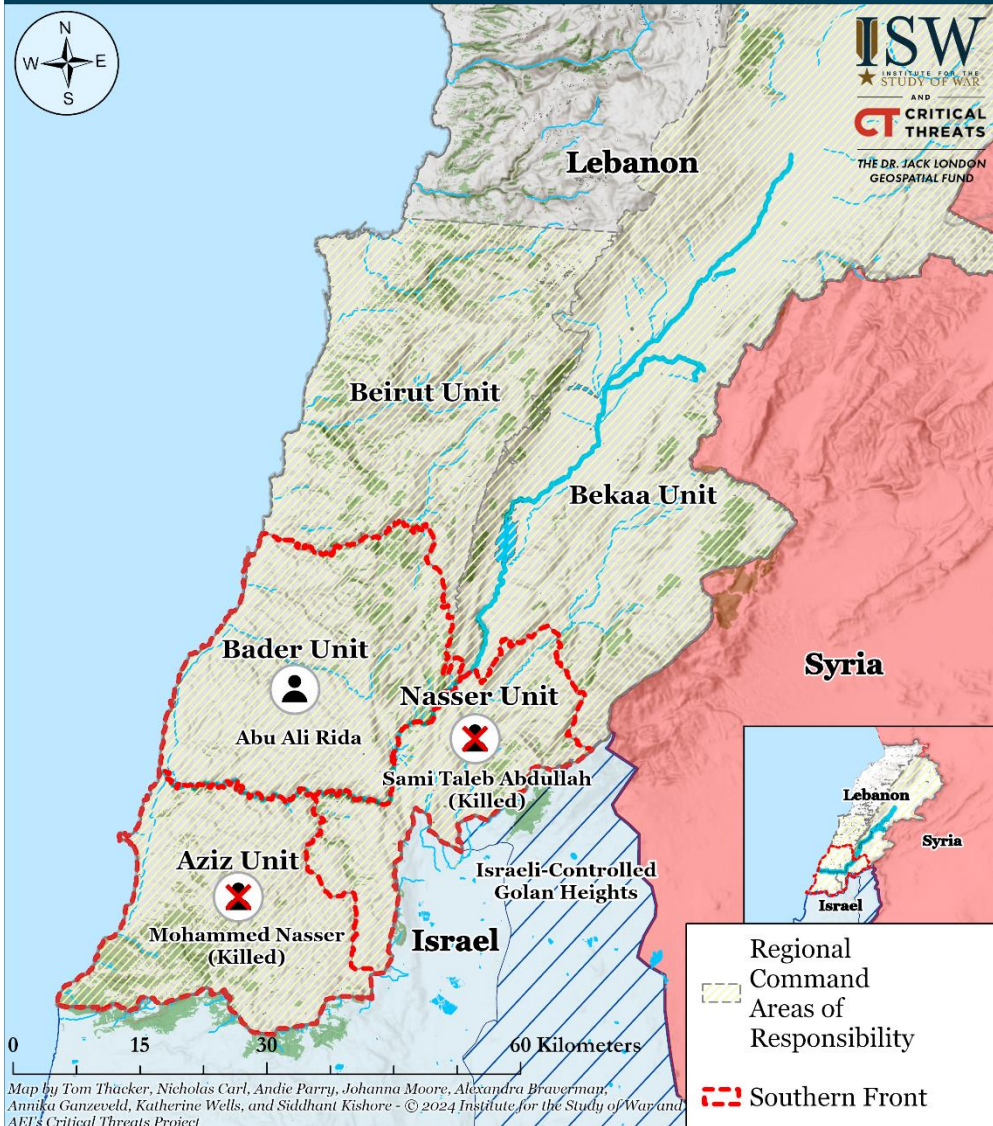 N
W E
S
ISW
INSTITUTE FOR THE
STUDY OF WAR
AND
CT CRITICAL
THREATS
THE DR. JACK LONDON
GEOSPATIAL FUND
Lebanon
Beirut Unit
Bekaa Unit
Bader Unit
Abu Ali Rida
Nasser Unit
Sami Taleb Abdullah
(Killed)
Syria
Aziz Unit
Mohammed Nasser
(Killed)
Israeli-Controlled
Golan Heights
Israel
Lebanon
Syria
Israel
Regional
Command
Areas of
Responsibility
Southern Front
0 15 30 60 Kilometers
Map by Tom Thacker, Nicholas Carl, Andie Parry, Johanna Moore, Alexandra Braverman,
Annika Ganzeveld, Katherine Wells, and Siddhant Kishore - © 2024 Institute for the Study of War and
AEI's Critical Threats Project